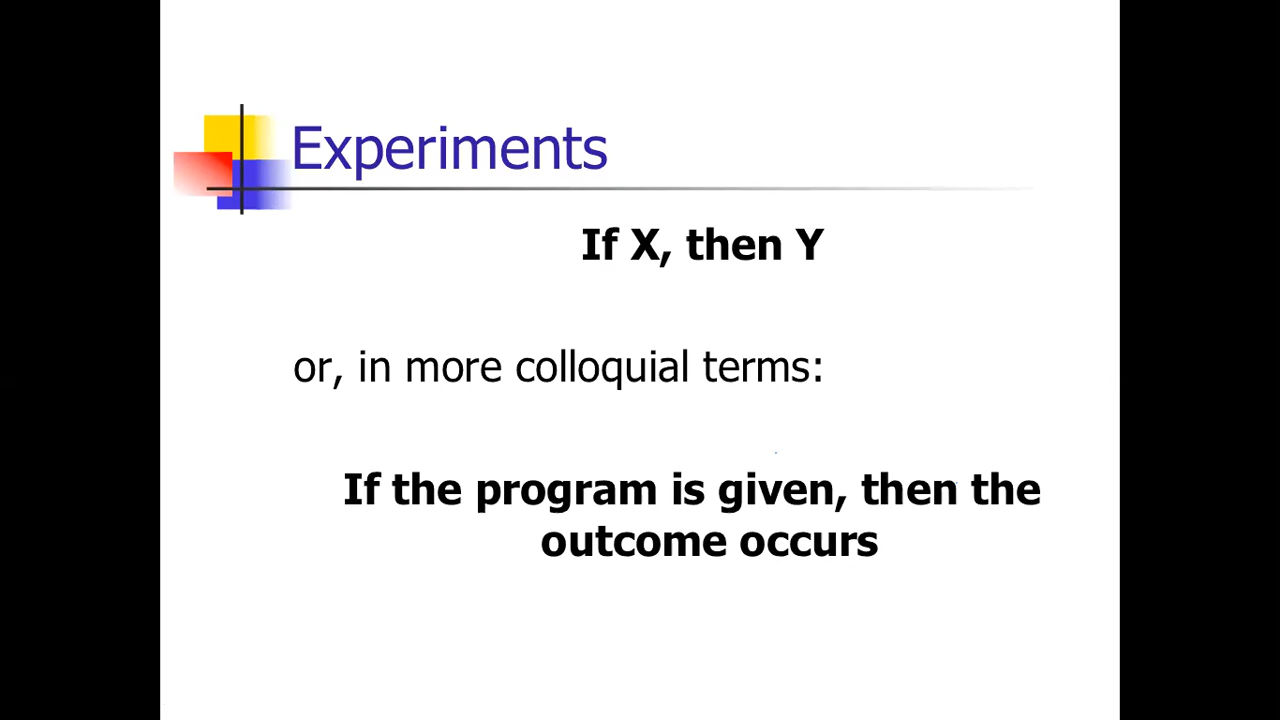 Experiments
If X, then Y
or, in more colloquial terms:
If the program is given, then the
outcome occurs